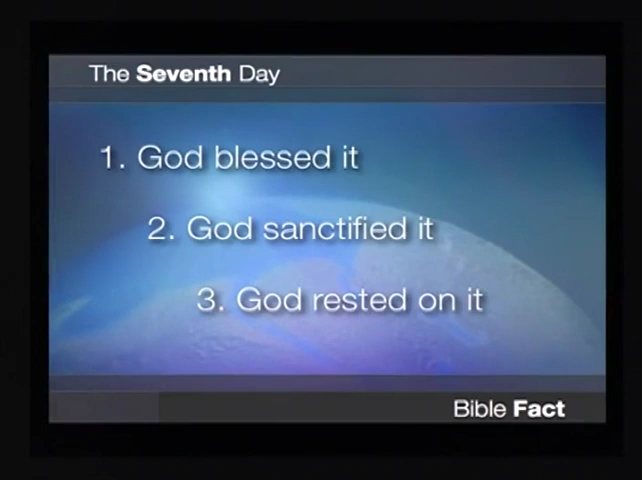 The Seventh Day
1. God blessed it
2. God sanctified it
3. God rested on it
Bible Fact